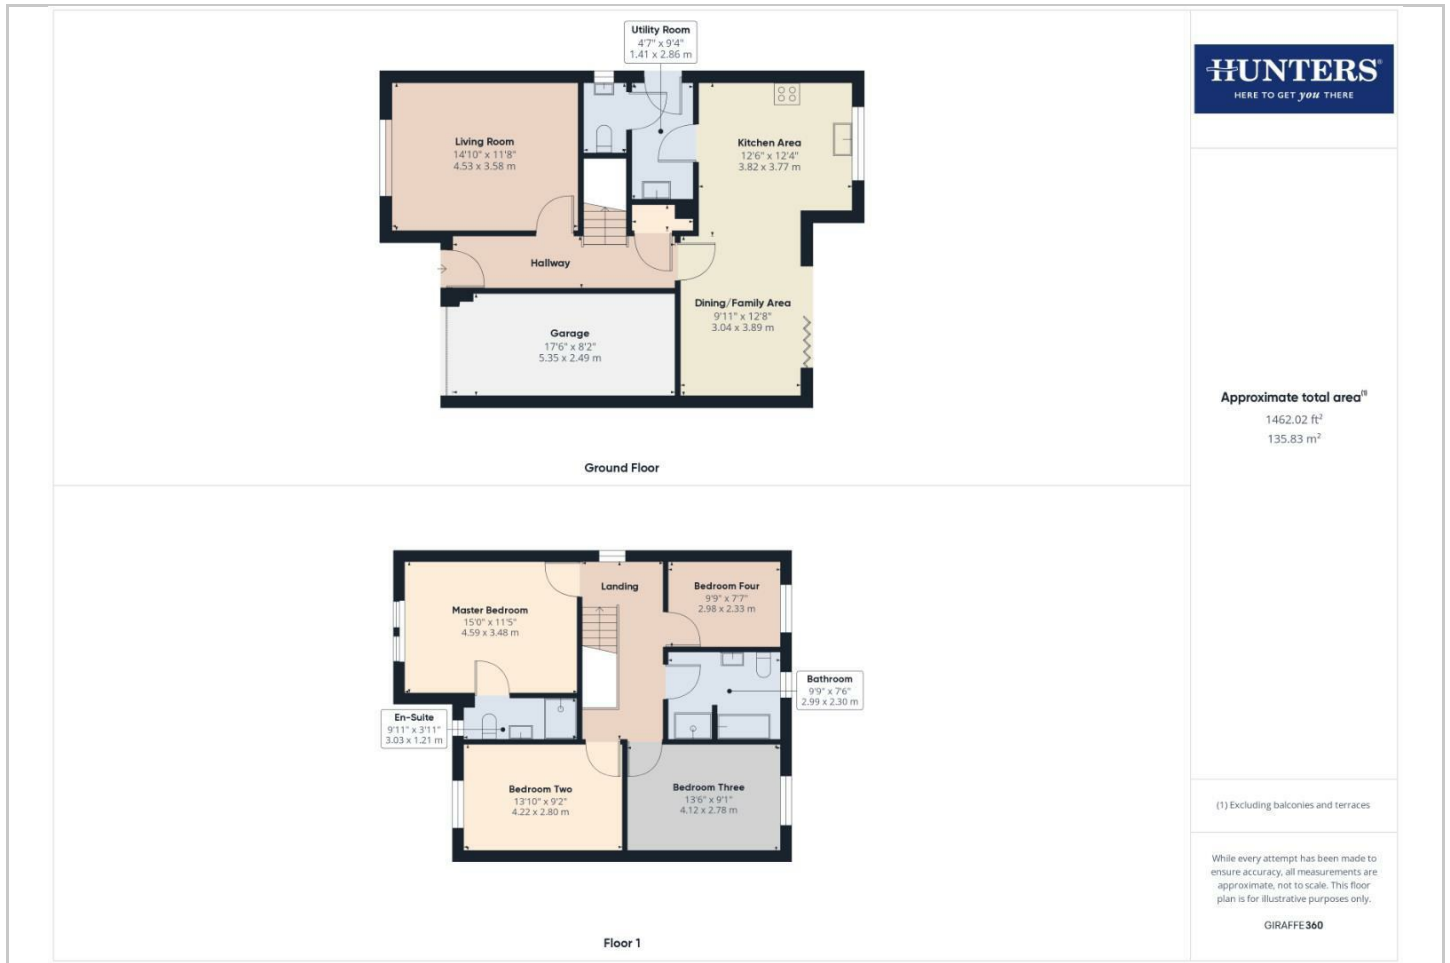 Utility Room
4'7" x 9'4"
1.41 x 2.86 m
Living Room
14'10" x 11'8"
4.53 x 3.58 m
Kitchen Area
12'6" x 12'4"
3.82 x 3.77 m
Hallway
Dining/Family Area
9'11" x 12'8"
3.04 x 3.89 m
Garage
17'6" x 8'2"
5.35 x 2.49 m
Ground Floor
Landing
Bedroom Four
9'9" x 7'7"
2.98 x 2.33 m
Master Bedroom
15'0" x 11'5"
4.59 x 3.48 m
Bathroom
9'9" x 7'6"
2.99 x 2.30 m
En-Suite
9'11" x 3'11"
3.03 x 1.21 m
Bedroom Two
13'10" x 9'2"
4.22 x 2.80 m
Bedroom Three
13'6" x 9'1"
4.12 x 2.78 m
Floor 1
HUNTERS®
HERE TO GET you THERE
Approximate total area(1)
1462.02 ft²
135.83 m²
(1) Excluding balconies and terraces
While every attempt has been made to
ensure accuracy, all measurements are
approximate, not to scale. This floor
plan is for illustrative purposes only.
GIRAFFE360